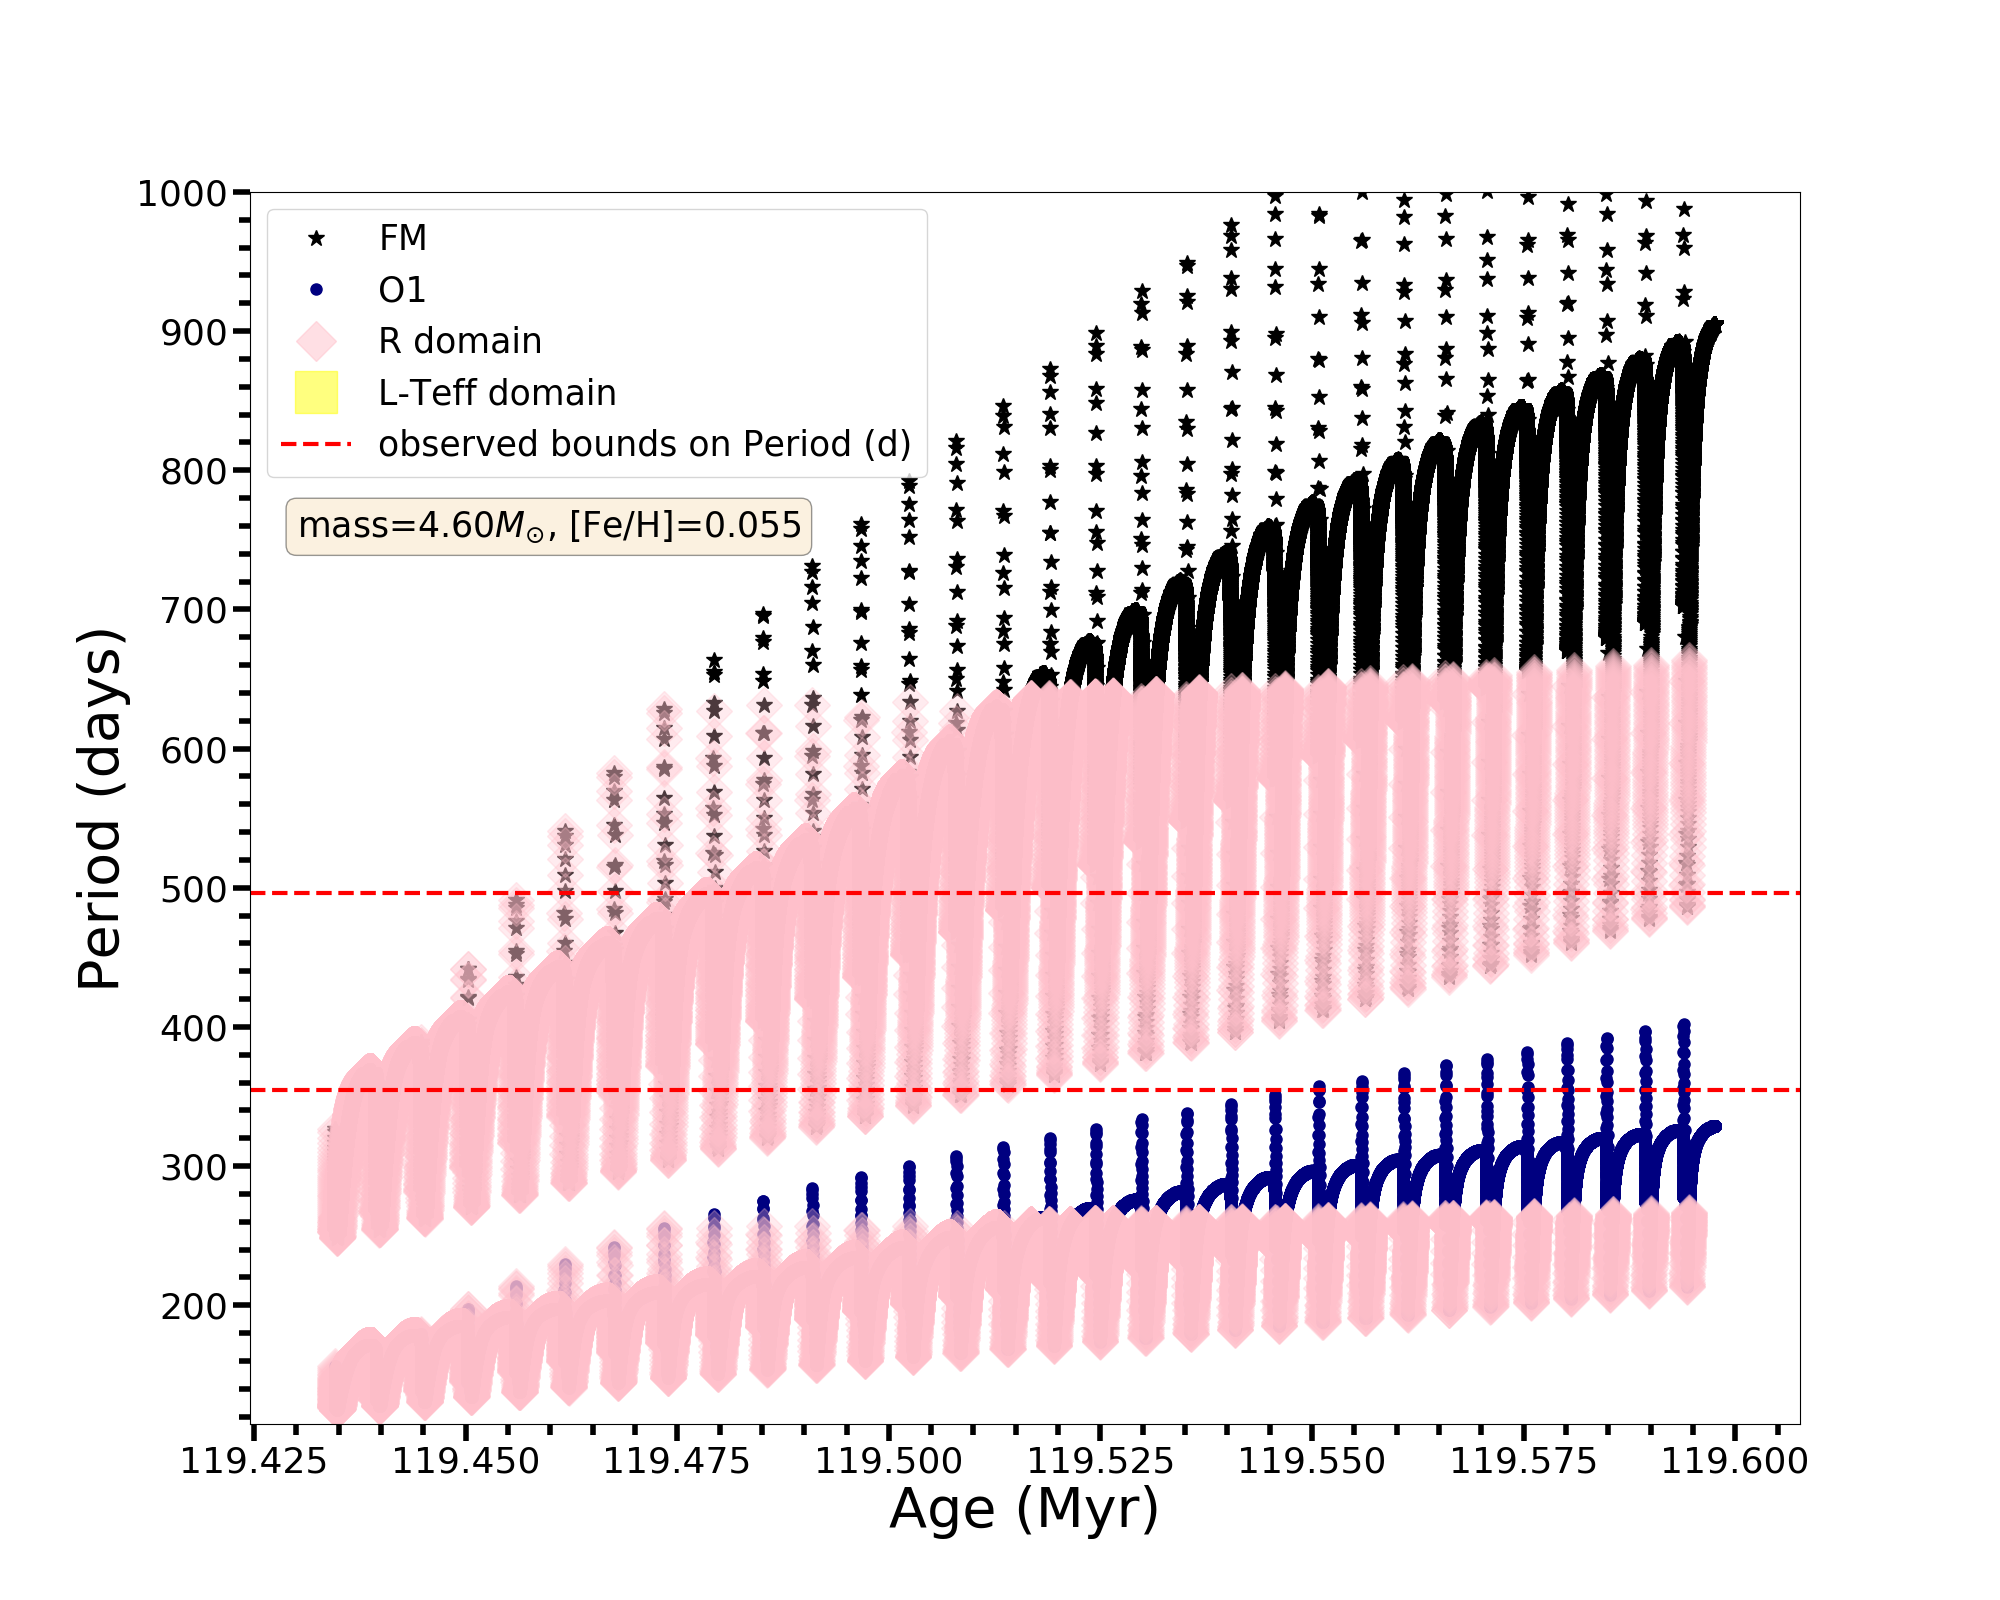 1000
900
800
700
600
500
400
300
200
Period (days)
FM
O1
R domain
L-Teff domain
observed bounds on Period (d)
mass=4.60M⊙, [Fe/H]=0.055
119.425 119.450 119.475 119.500 119.525 119.550 119.575 119.600
Age (Myr)